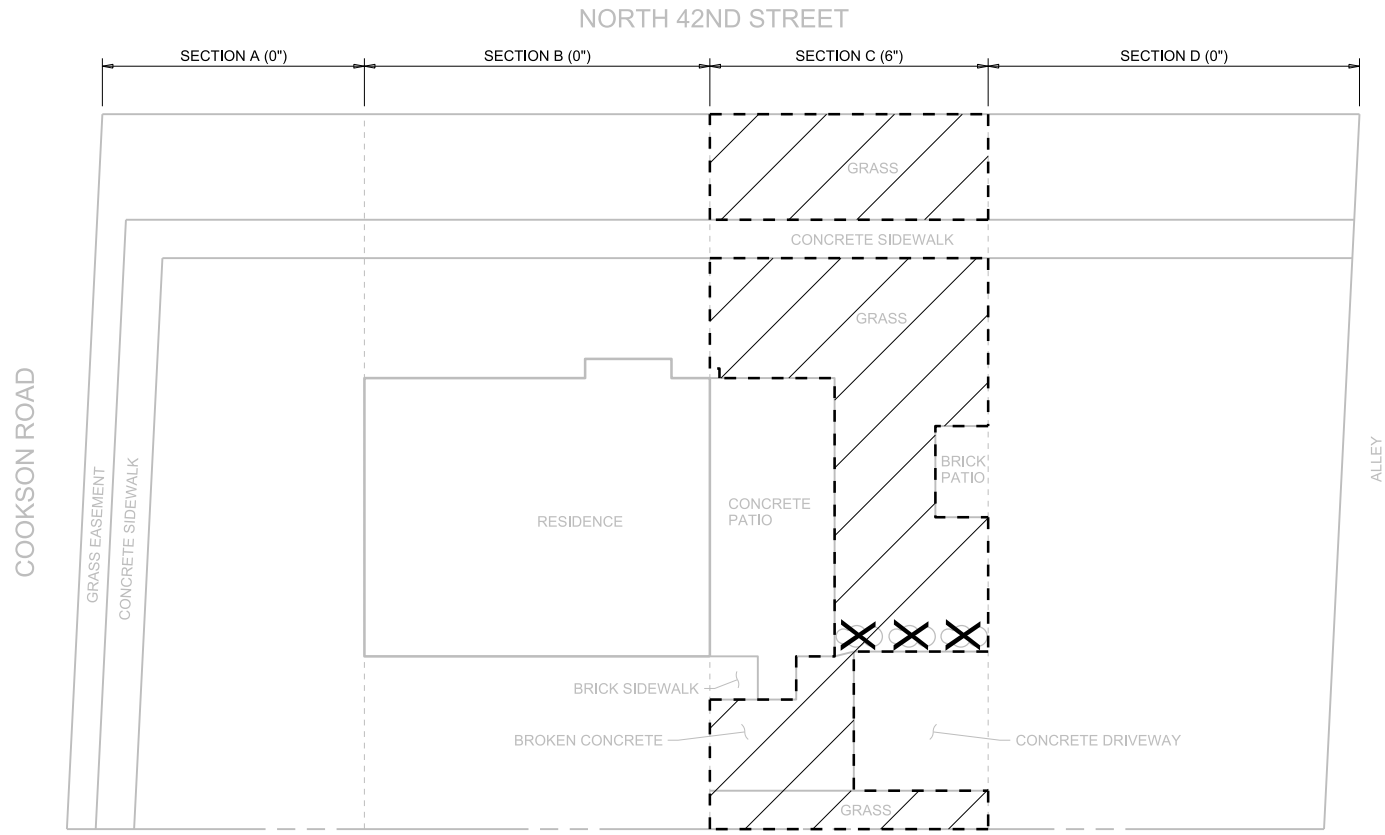 NORTH 42ND STREET
SECTION A (0")
SECTION B (0")
SECTION C (6")
SECTION D (0")
GRASS
CONCRETE SIDEWALK
GRASS
COOKSON ROAD
GRASS EASEMENT
CONCRETE SIDEWALK
RESIDENCE
CONCRETE
PATIO
BRICK
PATIO
ALLEY
BRICK SIDEWALK
BROKEN CONCRETE
CONCRETE DRIVEWAY
GRASS